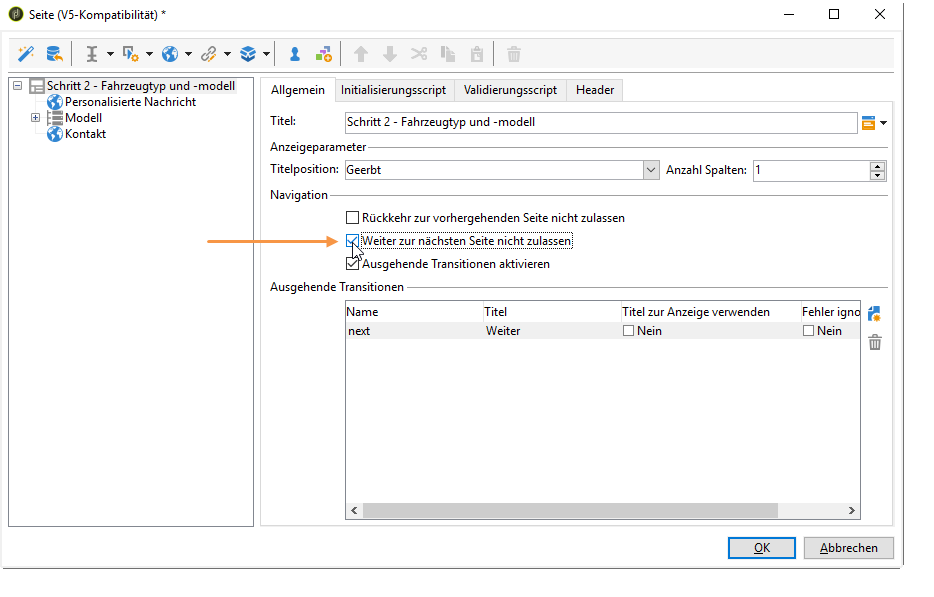 Seite (V5-Kompatibilität) *
Schritt 2 - Fahrzeugtyp und -modell
Personalisierte Nachricht
Modell
Kontakt
Allgemein Initialisierungsscript Validierungsscript Header
Titel: Schritt 2 - Fahrzeugtyp und -modell
Anzeigeparameter
Titelposition: Geerbt Anzahl Spalten: 1
Navigation
Rückkehr zur vorhergehenden Seite nicht zulassen
Weiter zur nächsten Seite nicht zulassen
Ausgehende Transitionen aktivieren
Ausgehende Transitionen
Name Titel Titel zur Anzeige verwenden Fehler igno
next Weiter Nein Nein
OK Abbrechen